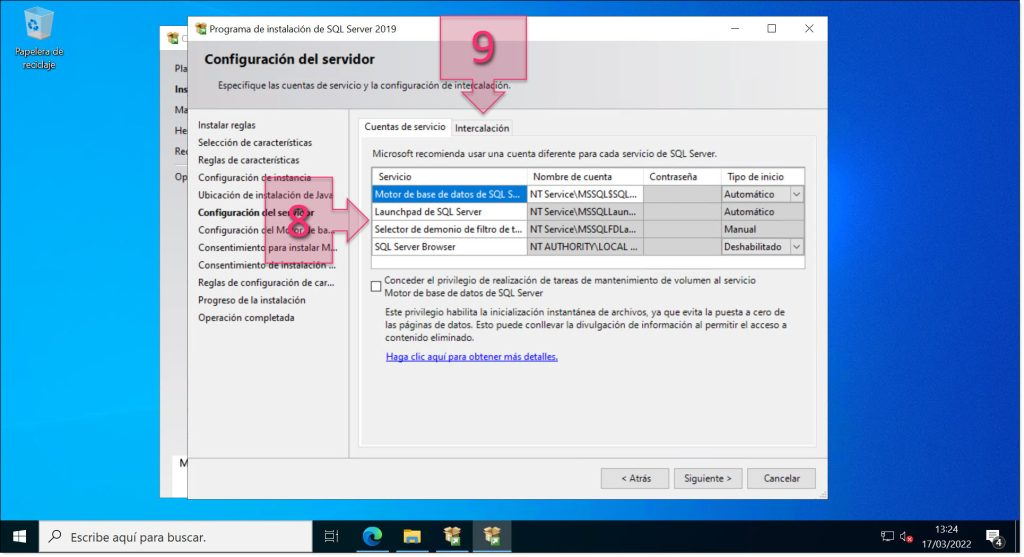 Papelera de
reciclaje
Programa de instalación de SQL Server 2019
9
Configuración del servidor
Especifique las cuentas de servicio y la configuración de intercalación.
Pla
Ins
Ma
He
Rec
Op
M
Instalar reglas
Selección de características
Reglas de características
Configuración de instancia
Ubicación de instalación de Java
Configuración del servidor
Configuración del Motor de ba...
Consentimiento para instalar M...
Consentimiento de instalación ...
Reglas de configuración de car...
Progreso de la instalación
Operación completada
8
Cuentas de servicio Intercalación
Microsoft recomienda usar una cuenta diferente para cada servicio de SQL Server.
Servicio Nombre de cuenta Contraseña Tipo de inicio
Motor de base de datos de SQL S... NT Service\MSSQL$SQL... Automático
Launchpad de SQL Server NT Service\MSSQLLaun... Automático
Selector de demonio de filtro de t... NT Service\MSSQLFDLa... Manual
SQL Server Browser NT AUTHORITY\LOCAL ... Deshabilitado
Conceder el privilegio de realización de tareas de mantenimiento de volumen al servicio
Motor de base de datos de SQL Server
Este privilegio habilita la inicialización instantánea de archivos, ya que evita la puesta a cero de
las páginas de datos. Esto puede conllevar la divulgación de información al permitir el acceso a
contenido eliminado.
Haga clic aquí para obtener más detalles.
< Atrás Siguiente > Cancelar
Escribe aquí para buscar.
13:24
17/03/2022
4